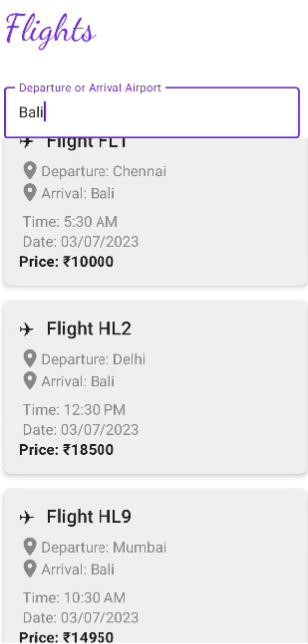 Flights
Departure or Arrival Airport
Bali
Flight FL1
Departure: Chennai
Arrival: Bali
Time: 5:30 AM
Date: 03/07/2023
Price: ₹10000
Flight HL2
Departure: Delhi
Arrival: Bali
Time: 12:30 PM
Date: 03/07/2023
Price: ₹18500
Flight HL9
Departure: Mumbai
Arrival: Bali
Time: 10:30 AM
Date: 03/07/2023
Price: ₹14950